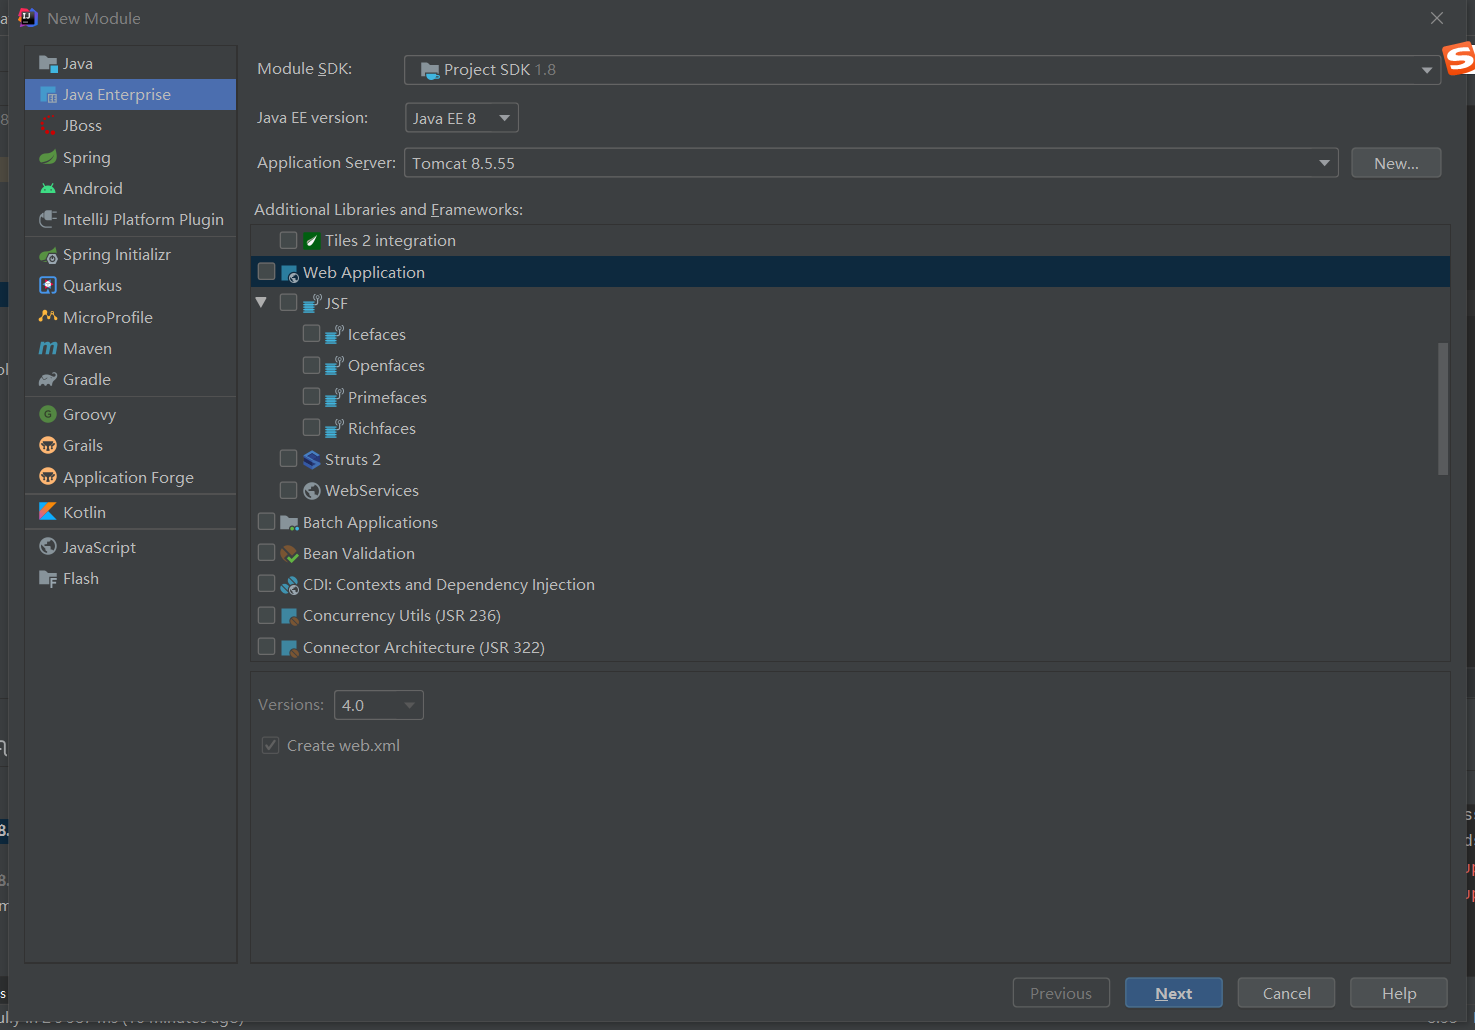 New Module
Java
Java Enterprise
JBoss
Spring
Android
IntelliJ Platform Plugin
Spring Initializr
Quarkus
MicroProfile
Maven
Gradle
Groovy
Grails
Application Forge
Kotlin
JavaScript
Flash
Module SDK:
Project SDK 1.8
Java EE version:
Java EE 8
Application Server:
Tomcat 8.5.55
New...
Additional Libraries and Frameworks:
Tiles 2 integration
Web Application
JSF
Icefaces
Openfaces
Primefaces
Richfaces
Struts 2
WebServices
Batch Applications
Bean Validation
CDI: Contexts and Dependency Injection
Concurrency Utils (JSR 236)
Connector Architecture (JSR 322)
Versions: 4.0
Create web.xml
Previous
Next
Cancel
Help